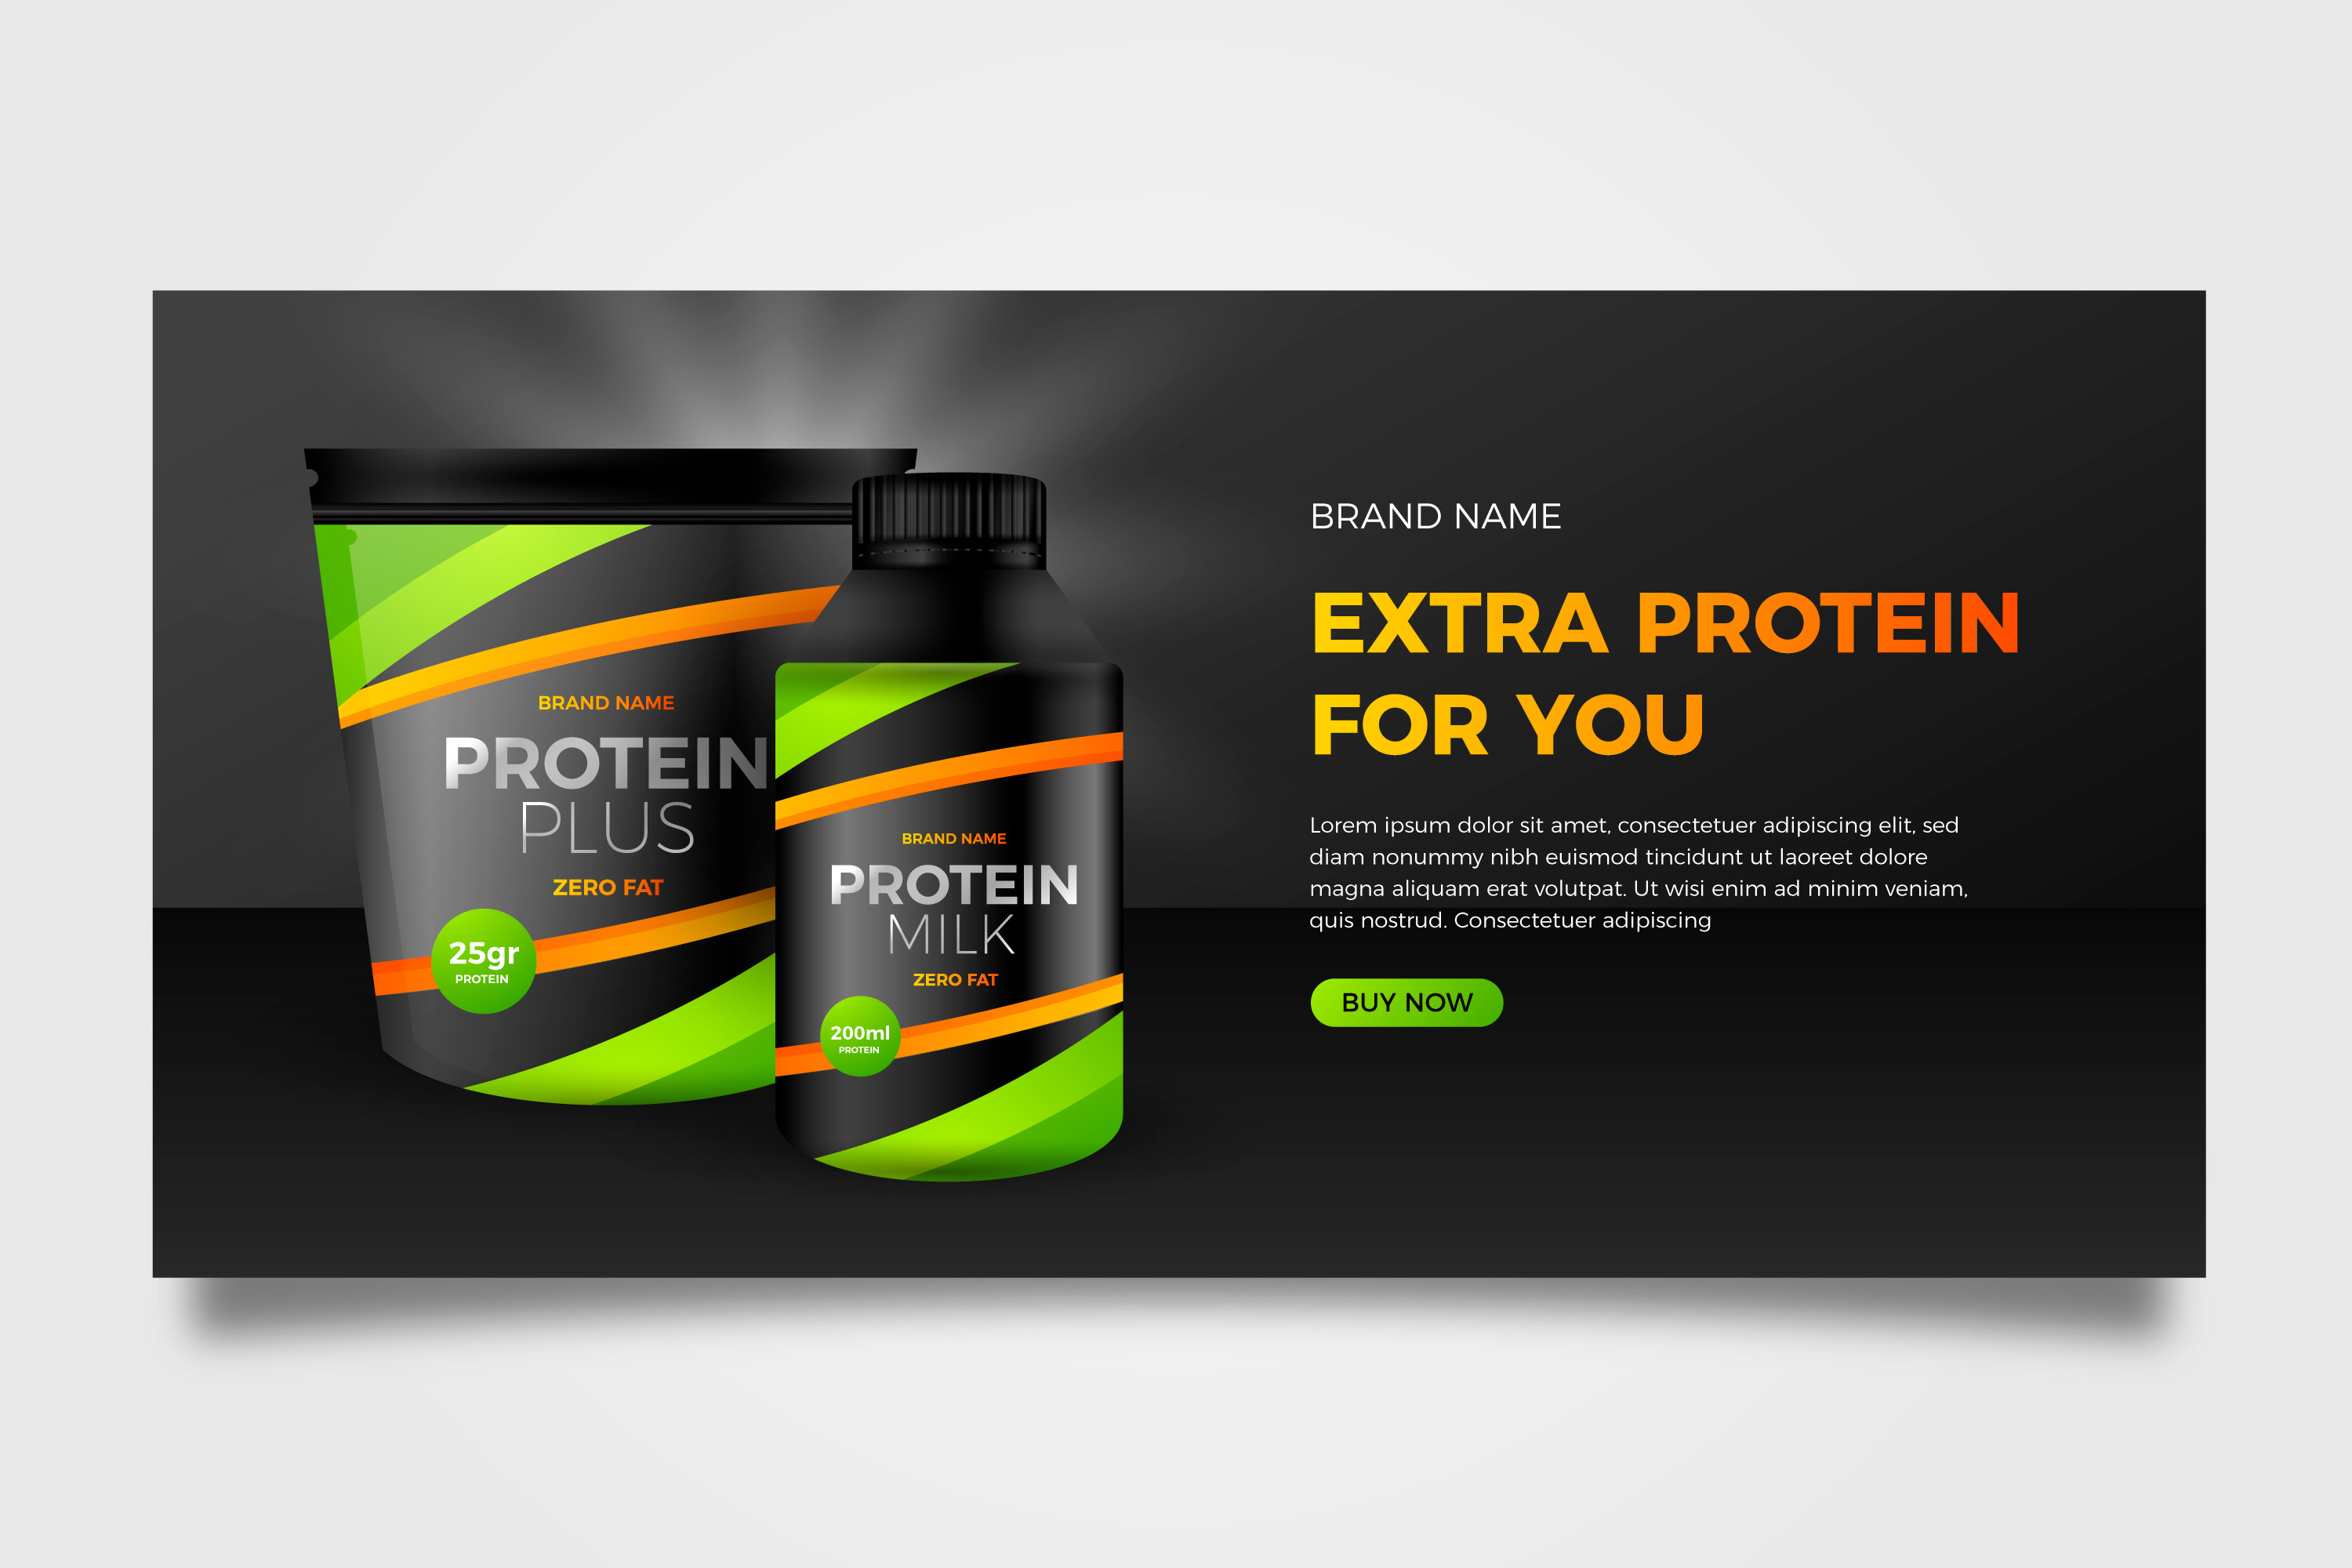 BRAND NAME
PROTEIN
PLUS
ZERO FAT
25gr
PROTEIN
BRAND NAME
PROTEIN
MILK
ZERO FAT
200ml
PROTEIN
BRAND NAME
EXTRA PROTEIN
FOR YOU
Lorem ipsum dolor sit amet, consectetuer adipiscing elit, sed
diam nonummy nibh euismod tincidunt ut laoreet dolore
magna aliquam erat volutpat. Ut wisi enim ad minim veniam,
quis nostrud. Consectetuer adipiscing
BUY NOW